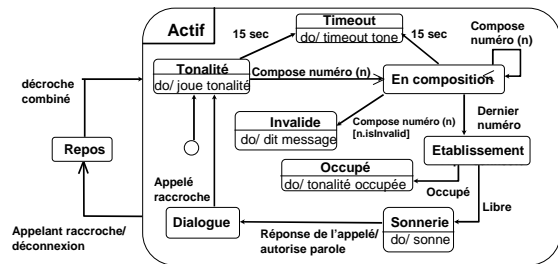 Actif
Timeout
do/ timeout tone
15 sec
15 sec
Compose
numéro (n)
Tonalité
do/ joue tonalité
Compose numéro (n)
En composition
décroche
combiné
Invalide
do/ dit message
Compose numéro (n)
[n.isInvalid]
Dernier
numéro
Repos
Etablissement
Occupé
do/ tonalité occupée
Occupé
Appelé
raccroche
Libre
Dialogue
Réponse de l'appelé/
autorise parole
Sonnerie
do/ sonne
Appelant raccroche/
déconnexion